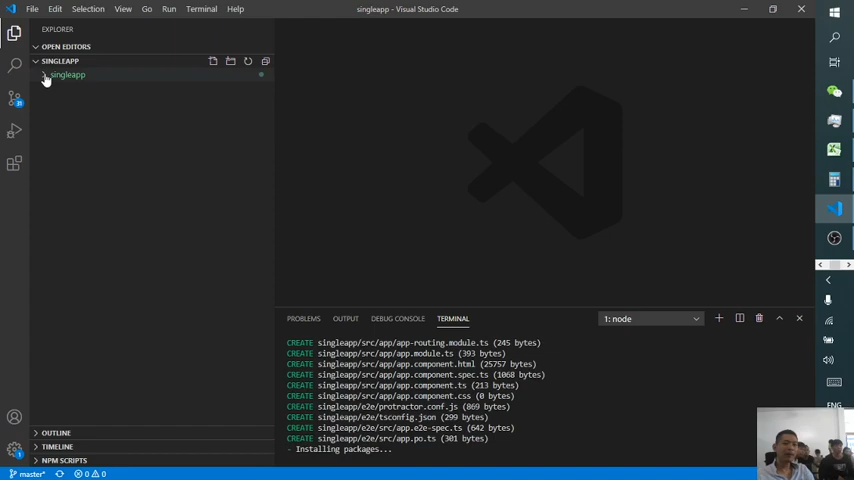 File Edit Selection View Go Run Terminal Help singleapp - Visual Studio Code
EXPLORER
OPEN EDITORS
SINGLEAPP
singleapp
31
PROBLEMS OUTPUT DEBUG CONSOLE TERMINAL 1: node
CREATE singleapp/src/app/app-routing.module.ts (245 bytes)
CREATE singleapp/src/app/app.module.ts (393 bytes)
CREATE singleapp/src/app/app.component.html (25757 bytes)
CREATE singleapp/src/app/app.component.spec.ts (1068 bytes)
CREATE singleapp/src/app/app.component.ts (213 bytes)
CREATE singleapp/src/app/app.component.css (0 bytes)
CREATE singleapp/e2e/protractor.conf.js (869 bytes)
CREATE singleapp/e2e/tsconfig.json (299 bytes)
CREATE singleapp/e2e/src/app.e2e-spec.ts (642 bytes)
CREATE singleapp/e2e/src/app.po.ts (301 bytes)
- Installing packages...
OUTLINE
TIMELINE
NPM SCRIPTS
1
master* 0 0
ENG